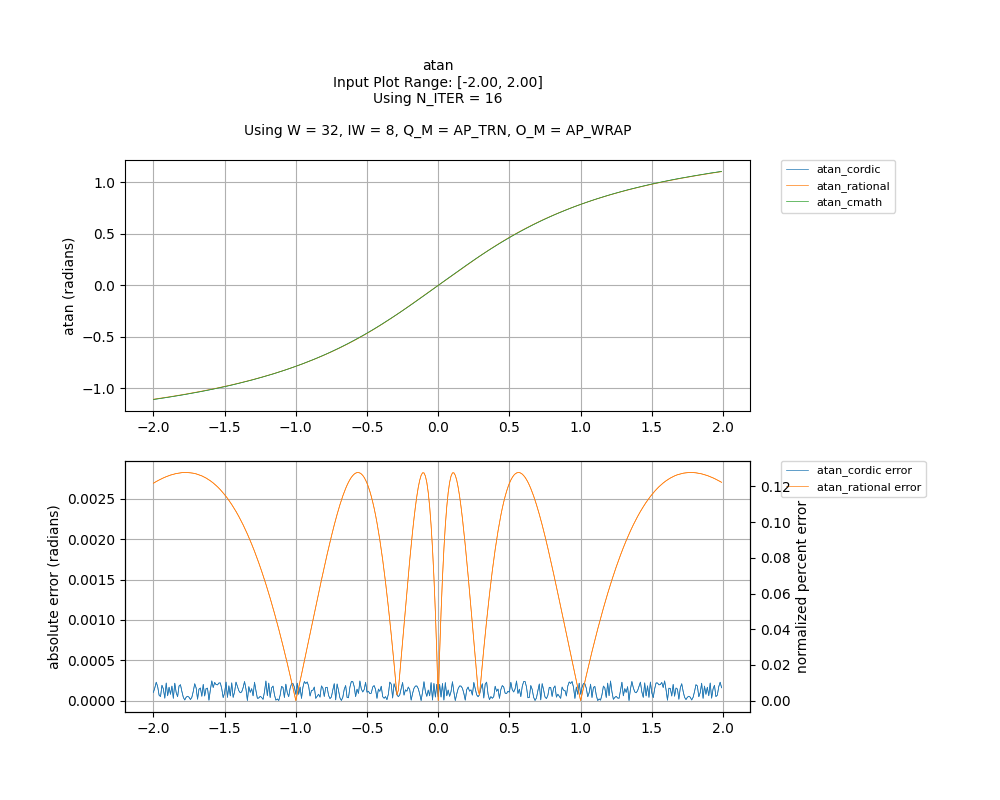 atan
Input Plot Range: [-2.00, 2.00]
Using N_ITER = 16
Using W = 32, IW = 8, Q_M = AP_TRN, O_M = AP_WRAP
atan_cordic
atan_rational
atan_cmath
1.0
0.5
0.0
−0.5
−1.0
atan (radians)
−2.0 −1.5 −1.0 −0.5 0.0 0.5 1.0 1.5 2.0
atan_cordic error
atan_rational error
0.0025
0.0020
0.0015
0.0010
0.0005
0.0000
absolute error (radians)
0.12
0.10
0.08
0.06
0.04
0.02
0.00
normalized percent error
−2.0 −1.5 −1.0 −0.5 0.0 0.5 1.0 1.5 2.0